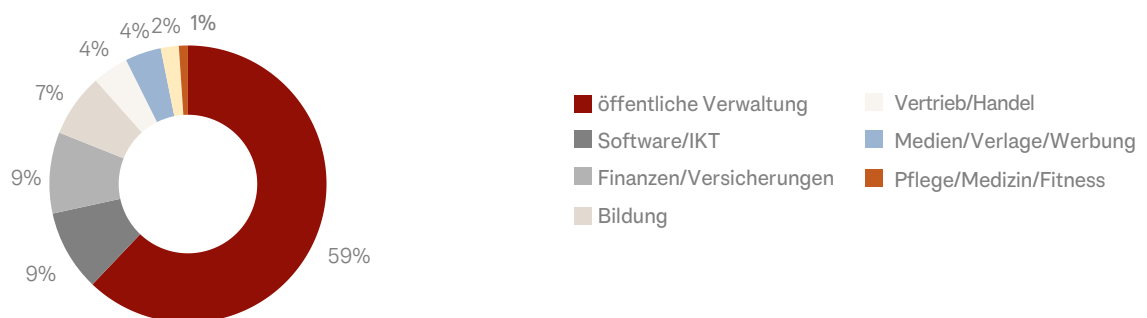 4% 2% 1%
4%
7%
9%
9%
59%
öffentliche Verwaltung
Software/IKT
Finanzen/Versicherungen
Bildung
Vertrieb/Handel
Medien/Verlage/Werbung
Pflege/Medizin/Fitness